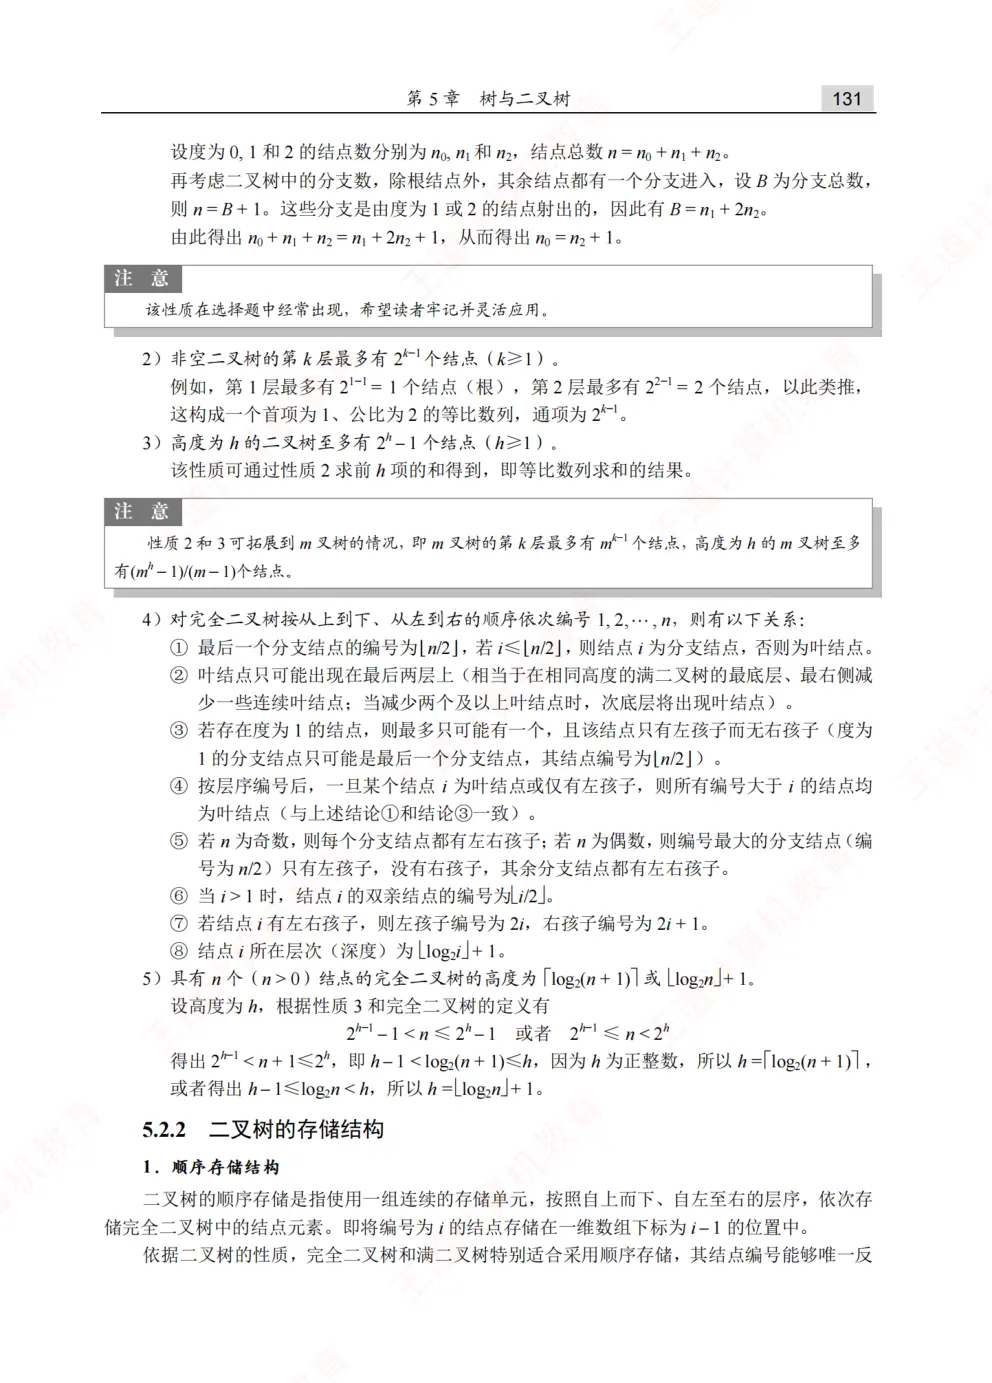 第 5 章 树与二叉树 131
设度为 0, 1 和 2 的结点数分别为 n₀, n₁ 和 n₂，结点总数 n = n₀ + n₁ + n₂。
再考虑二叉树中的分支数，除根结点外，其余结点都有一个分支进入，设 B 为分支总数，
则 n = B + 1。这些分支是由度为 1 或 2 的结点射出的，因此有 B = n₁ + 2n₂。
由此得出 n₀ + n₁ + n₂ = n₁ + 2n₂ + 1，从而得出 n₀ = n₂ + 1。
注 意
该性质在选择题中经常出现，希望读者牢记并灵活应用。
2）非空二叉树的第 k 层最多有 2ᵏ⁻¹ 个结点（k≥1）。
例如，第 1 层最多有 2¹⁻¹ = 1 个结点（根），第 2 层最多有 2²⁻¹ = 2 个结点，以此类推，
这构成一个首项为 1、公比为 2 的等比数列，通项为 2ᵏ⁻¹。
3）高度为 h 的二叉树至多有 2ʰ – 1 个结点（h≥1）。
该性质可通过性质 2 求前 h 项的和得到，即等比数列求和的结果。
注 意
性质 2 和 3 可拓展到 m 叉树的情况，即 m 叉树的第 k 层最多有 mᵏ⁻¹ 个结点，高度为 h 的 m 叉树至多
有(mʰ – 1)/(m – 1)个结点。
4）对完全二叉树按从上到下、从左到右的顺序依次编号 1, 2,⋯ , n，则有以下关系：
① 最后一个分支结点的编号为⌊n/2⌋，若 i≤⌊n/2⌋，则结点 i 为分支结点，否则为叶结点。
② 叶结点只可能出现在最后两层上（相当于在相同高度的满二叉树的最底层、最右侧减
少一些连续叶结点；当减少两个及以上叶结点时，次底层将出现叶结点）。
③ 若存在度为 1 的结点，则最多只可能有一个，且该结点只有左孩子而无右孩子（度为
1 的分支结点只可能是最后一个分支结点，其结点编号为⌊n/2⌋）。
④ 按层序编号后，一旦某个结点 i 为叶结点或仅有左孩子，则所有编号大于 i 的结点均
为叶结点（与上述结论①和结论③一致）。
⑤ 若 n 为奇数，则每个分支结点都有左右孩子；若 n 为偶数，则编号最大的分支结点（编
号为 n/2）只有左孩子，没有右孩子，其余分支结点都有左右孩子。
⑥ 当 i > 1 时，结点 i 的双亲结点的编号为⌊i/2⌋。
⑦ 若结点 i 有左右孩子，则左孩子编号为 2i，右孩子编号为 2i + 1。
⑧ 结点 i 所在层次（深度）为 ⌊log₂i⌋ + 1。
5）具有 n 个（n > 0）结点的完全二叉树的高度为 ⌈log₂(n + 1)⌉ 或 ⌊log₂n⌋ + 1。
设高度为 h，根据性质 3 和完全二叉树的定义有
2ʰ⁻¹ – 1 < n ≤ 2ʰ – 1 或者 2ʰ⁻¹ ≤ n < 2ʰ
得出 2ʰ⁻¹ < n + 1≤2ʰ，即 h – 1 < log₂(n + 1)≤h，因为 h 为正整数，所以 h =⌈log₂(n + 1)⌉，
或者得出 h – 1≤log₂n < h，所以 h =⌊log₂n⌋ + 1。
5.2.2 二叉树的存储结构
1．顺序存储结构
二叉树的顺序存储是指使用一组连续的存储单元，按照自上而下、自左至右的层序，依次存
储完全二叉树中的结点元素。即将编号为 i 的结点存储在一维数组下标为 i – 1 的位置中。
依据二叉树的性质，完全二叉树和满二叉树特别适合采用顺序存储，其结点编号能够唯一反